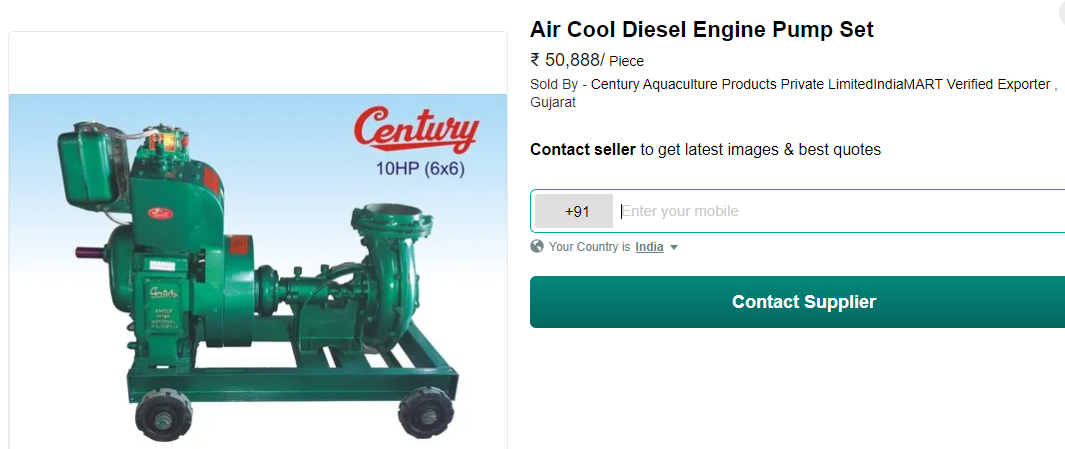 Century
10HP (6x6)
Century
Air Cool Diesel Engine Pump Set
₹ 50,888/ Piece
Sold By - Century Aquaculture Products Private LimitedIndiaMART Verified Exporter ,
Gujarat
Contact seller to get latest images & best quotes
+91
Enter your mobile
Your Country is India
Contact Supplier